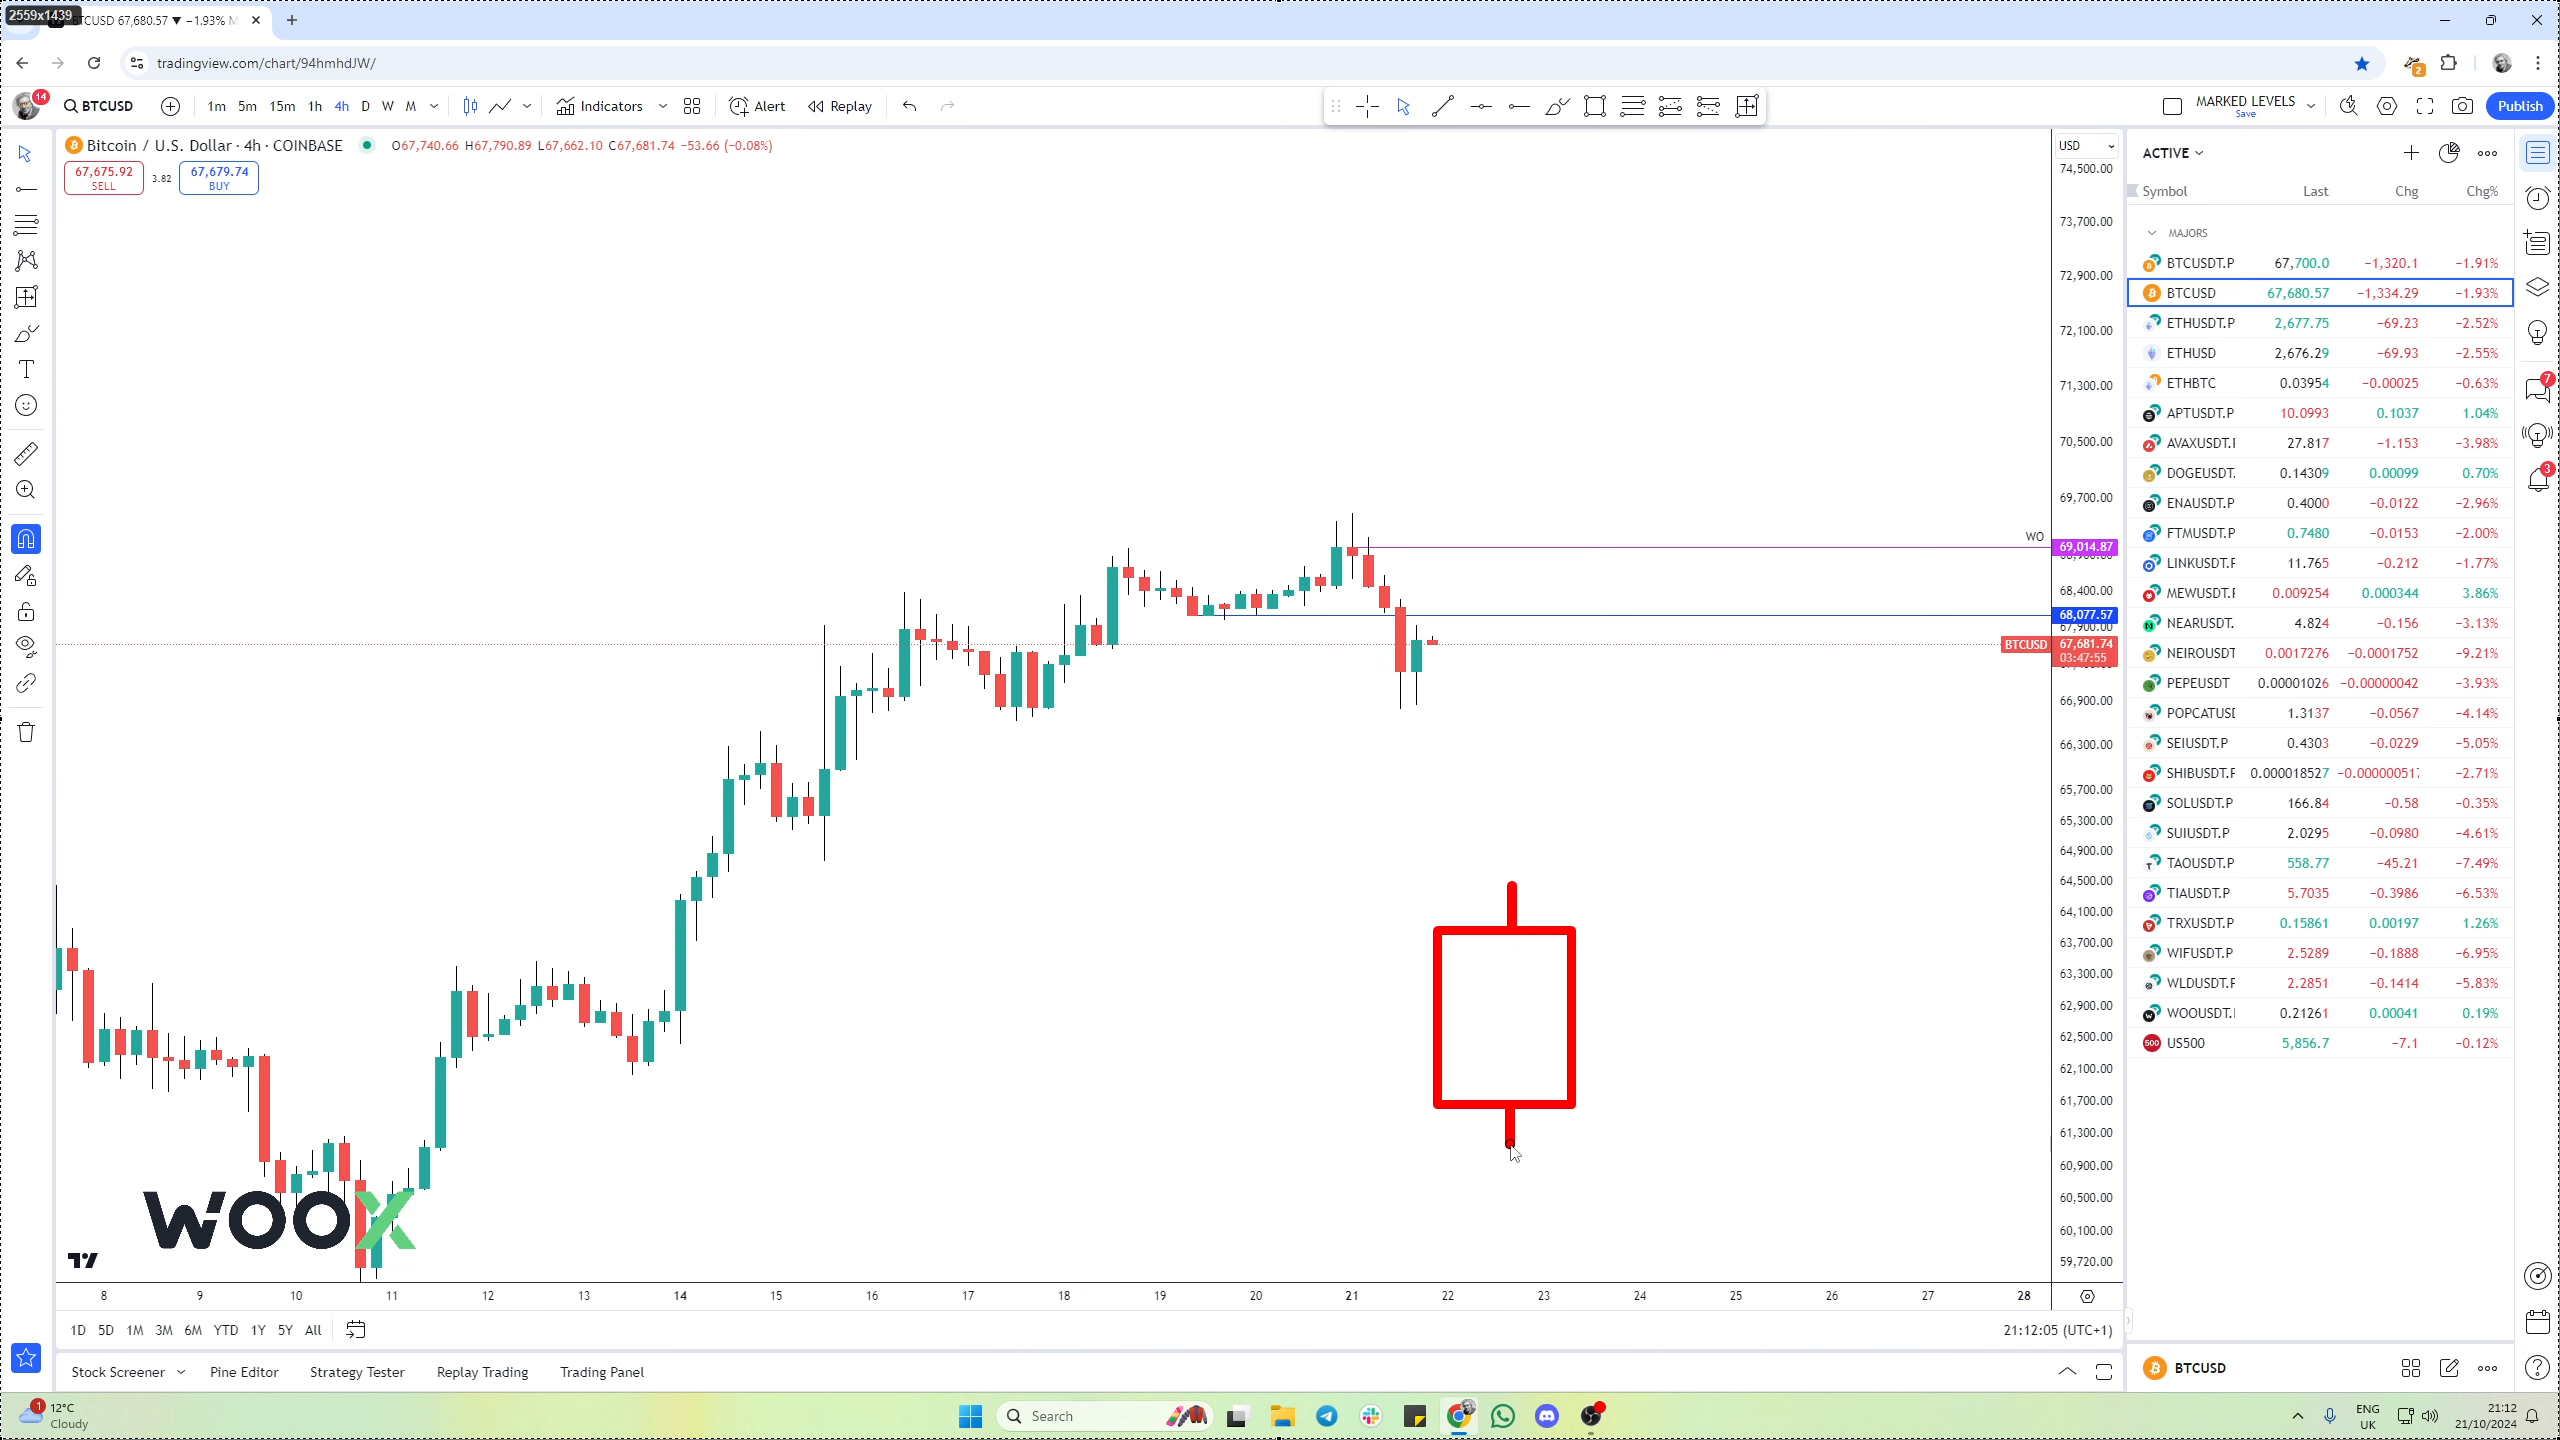 2559x1439
BTCUSD 67,680.57 ▼ −1.93% M
tradingview.com/chart/94hmhdJW/
2
14
BTCUSD
1m 5m 15m 1h 4h D W M
Indicators
Alert
Replay
MARKED LEVELS
Save
Publish
Bitcoin / U.S. Dollar · 4h · COINBASE
O67,740.66 H67,790.89 L67,662.10 C67,681.74 −53.66 (−0.08%)
67,675.92
SELL
3.82
67,679.74
BUY
USD
74,500.00
73,700.00
72,900.00
72,100.00
71,300.00
70,500.00
69,700.00
WO
69,014.87
68,400.00
68,077.57
67,900.00
BTCUSD
67,681.74
03:47:55
66,900.00
66,300.00
65,700.00
65,300.00
64,900.00
64,500.00
64,100.00
63,700.00
63,300.00
62,900.00
62,500.00
62,100.00
61,700.00
61,300.00
60,900.00
60,500.00
60,100.00
59,720.00
WOOX
8 9 10 11 12 13 14 15 16 17 18 19 20 21 22 23 24 25 26 27 28
1D 5D 1M 3M 6M YTD 1Y 5Y All
21:12:05 (UTC+1)
Stock Screener
Pine Editor
Strategy Tester
Replay Trading
Trading Panel
ACTIVE
Symbol Last Chg Chg%
MAJORS
BTCUSDT.P 67,700.0 −1,320.1 −1.91%
BTCUSD 67,680.57 −1,334.29 −1.93%
ETHUSDT.P 2,677.75 −69.23 −2.52%
ETHUSD 2,676.29 −69.93 −2.55%
ETHBTC 0.03954 −0.00025 −0.63%
APTUSDT.P 10.0993 0.1037 1.04%
AVAXUSDT.P 27.817 −1.153 −3.98%
DOGEUSDT. 0.14309 0.00099 0.70%
ENAUSDT.P 0.4000 −0.0122 −2.96%
FTMUSDT.P 0.7480 −0.0153 −2.00%
LINKUSDT.P 11.765 −0.212 −1.77%
MEWUSDT.P 0.009254 0.000344 3.86%
NEARUSDT. 4.824 −0.156 −3.13%
NEIROUSDT 0.0017276 −0.0001752 −9.21%
PEPEUSDT 0.00001026 −0.00000042 −3.93%
POPCATUSD 1.3137 −0.0567 −4.14%
SEIUSDT.P 0.4303 −0.0229 −5.05%
SHIBUSDT.P 0.000018527 −0.000000517 −2.71%
SOLUSDT.P 166.84 −0.58 −0.35%
SUIUSDT.P 2.0295 −0.0980 −4.61%
TAOUSDT.P 558.77 −45.21 −7.49%
TIAUSDT.P 5.7035 −0.3986 −6.53%
TRXUSDT.P 0.15861 0.00197 1.26%
WIFUSDT.P 2.5289 −0.1888 −6.95%
WLDUSDT.P 2.2851 −0.1414 −5.83%
WOOUSDT. 0.21261 0.00041 0.19%
500 US500 5,856.7 −7.1 −0.12%
7
3
BTCUSD
1
12°C
Cloudy
Search
ENG
UK
21:12
21/10/2024